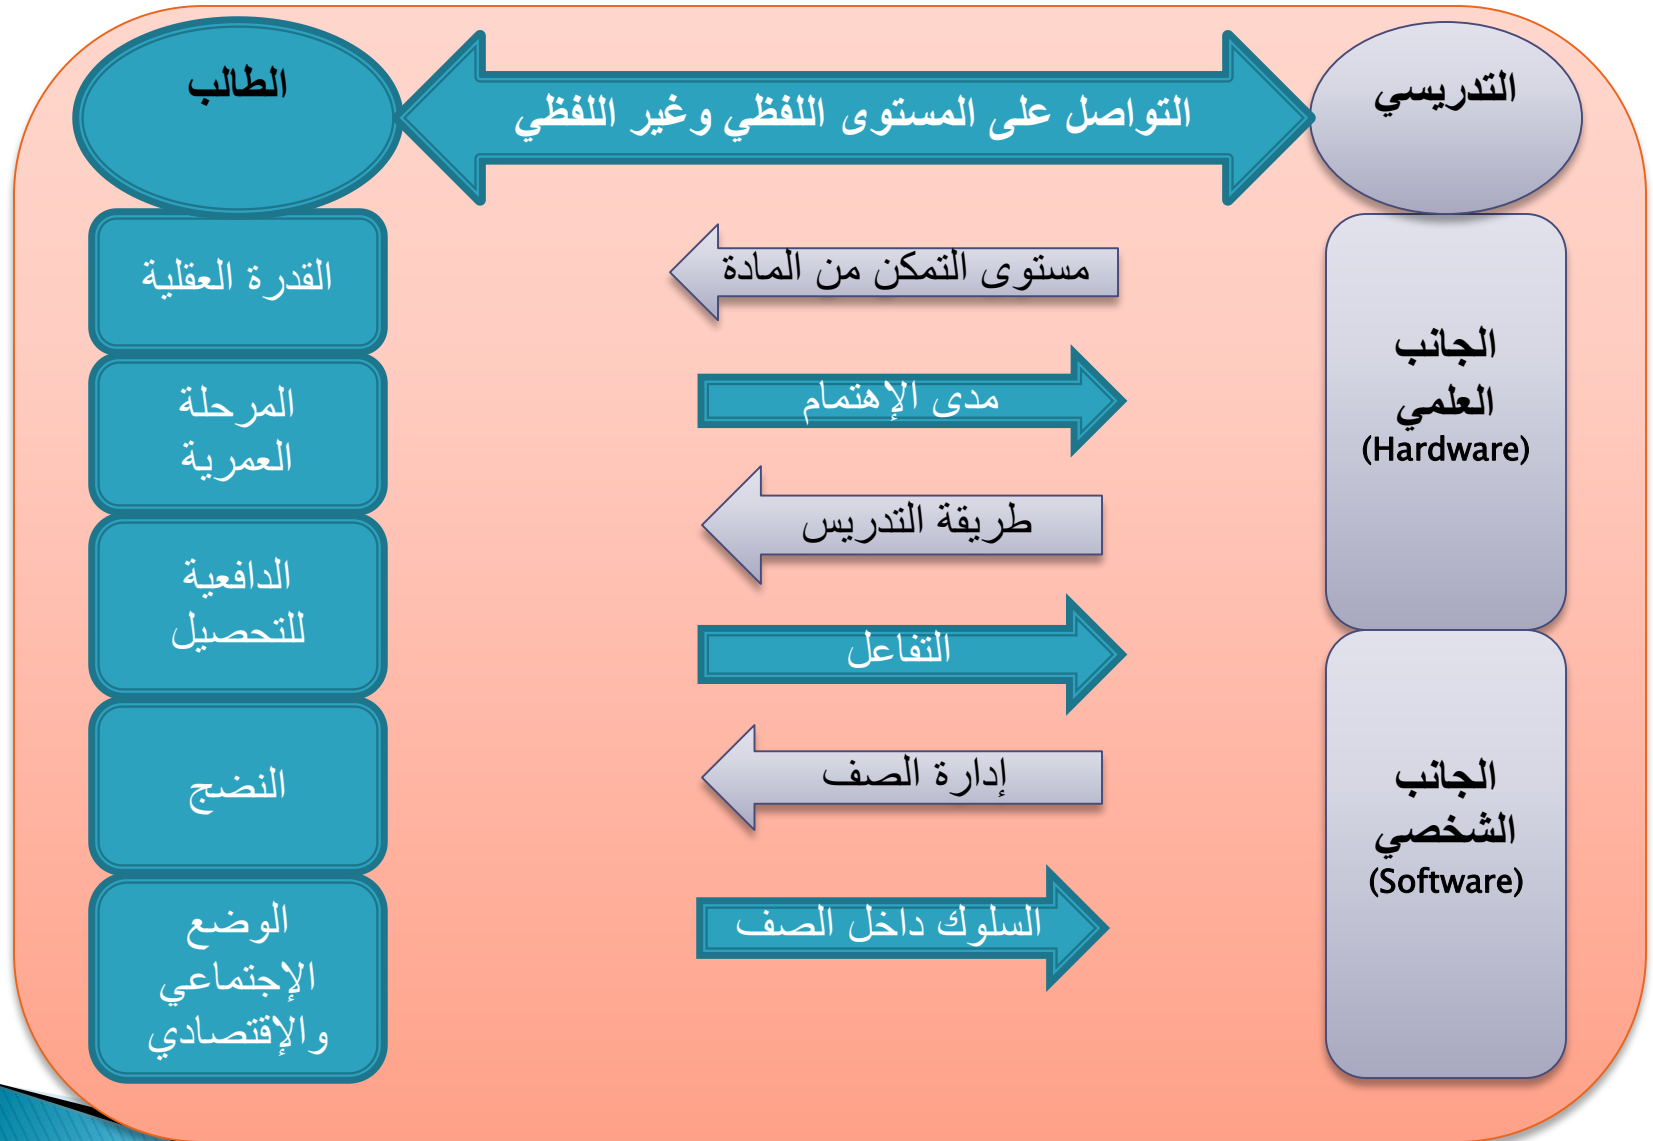 التدريسي
التواصل على المستوى اللفظي وغير اللفظي
الطالب
الجانب
العلمي
(Hardware)
الجانب
الشخصي
(Software)
مستوى التمكن من المادة
مدى الإهتمام
طريقة التدريس
التفاعل
إدارة الصف
السلوك داخل الصف
القدرة العقلية
المرحلة
العمرية
الدافعية
للتحصيل
النضج
الوضع
الإجتماعي
والإقتصادي